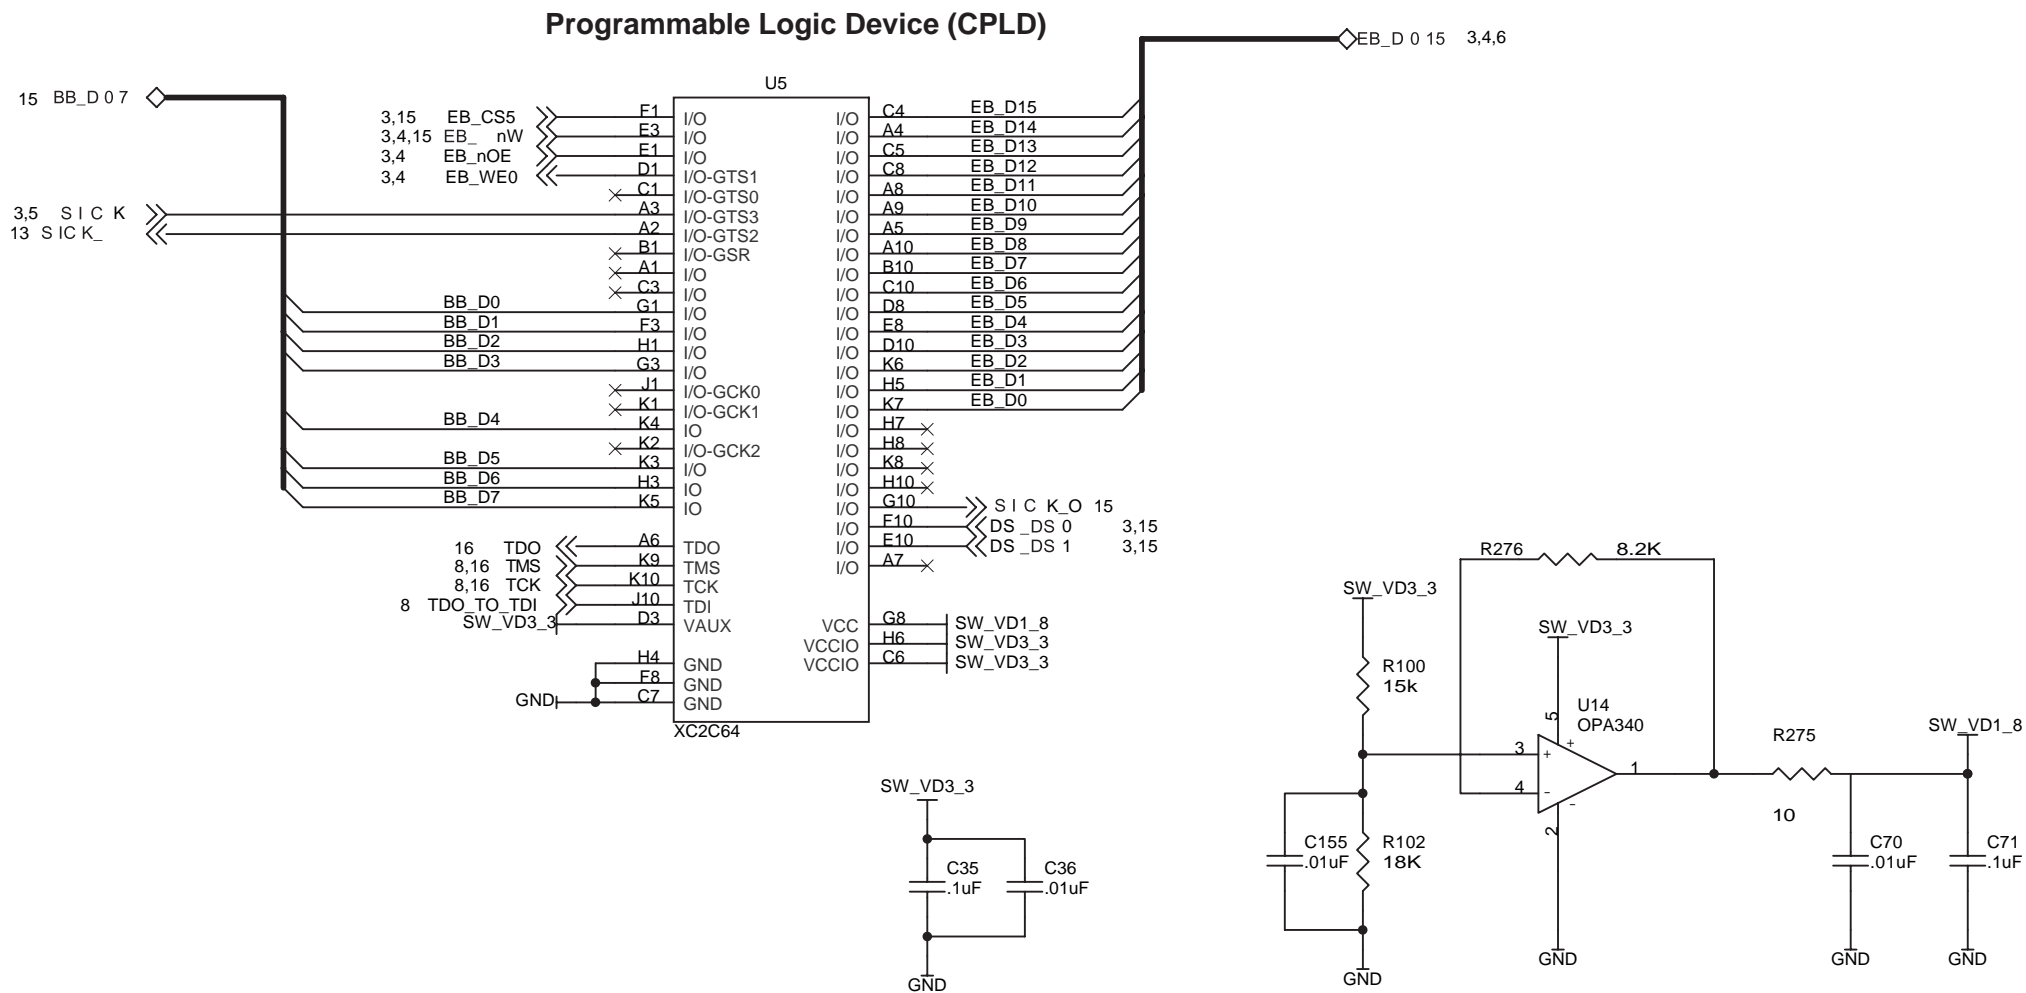 Programmable Logic Device (CPLD)
EB_D 0 15 3,4,6
15 BB_D 0 7
U5
3,15 EB_CS5 F1 I/O
3,4,15 EB_ nW E3 I/O
3,4 EB_nOE E1 I/O
3,4 EB_WE0 D1 I/O-GTS1
C1 I/O-GTS0
3,5 S I C K A3 I/O-GTS3
13 S IC K_ A2 I/O-GTS2
B1 I/O-GSR
A1 I/O
C3 I/O
BB_D0 G1 I/O
BB_D1 F3 I/O
BB_D2 H1 I/O
BB_D3 G3 I/O
J1 I/O-GCK0
K1 I/O-GCK1
BB_D4 K4 IO
K2 I/O-GCK2
BB_D5 K3 I/O
BB_D6 H3 IO
BB_D7 K5 IO
16 TDO A6 TDO
8,16 TMS K9 TMS
8,16 TCK K10 TCK
8 TDO_TO_TDI J10 TDI
SW_VD3_3 D3 VAUX
H4 GND
F8 GND
GND C7 GND
XC2C64
I/O C4 EB_D15
I/O A4 EB_D14
I/O C5 EB_D13
I/O C8 EB_D12
I/O A8 EB_D11
I/O A9 EB_D10
I/O A5 EB_D9
I/O A10 EB_D8
I/O B10 EB_D7
I/O C10 EB_D6
I/O D8 EB_D5
I/O E8 EB_D4
I/O D10 EB_D3
I/O K6 EB_D2
I/O H5 EB_D1
I/O K7 EB_D0
I/O H7
I/O H8
I/O K8
I/O H10
I/O G10 S I C K_O 15
I/O F10 DS _DS 0 3,15
I/O E10 DS _DS 1 3,15
I/O A7
VCC G8 SW_VD1_8
VCCIO H6 SW_VD3_3
VCCIO C6 SW_VD3_3
SW_VD3_3
C35
.1uF
C36
.01uF
GND
R276 8.2K
SW_VD3_3
SW_VD3_3
R100
15k
U14
OPA340
5
3 +
+
4 -
-
1
2
R275
10
SW_VD1_8
C155
.01uF
R102
18K
C70
.01uF
C71
.1uF
GND
GND
GND
GND